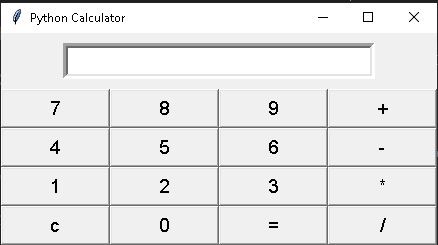 Python Calculator
7 8 9 +
4 5 6 -
1 2 3 *
c 0 = /